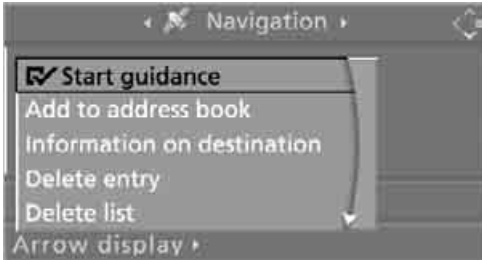 Navigation
Start guidance
Add to address book
Information on destination
Delete entry
Delete list
Arrow display